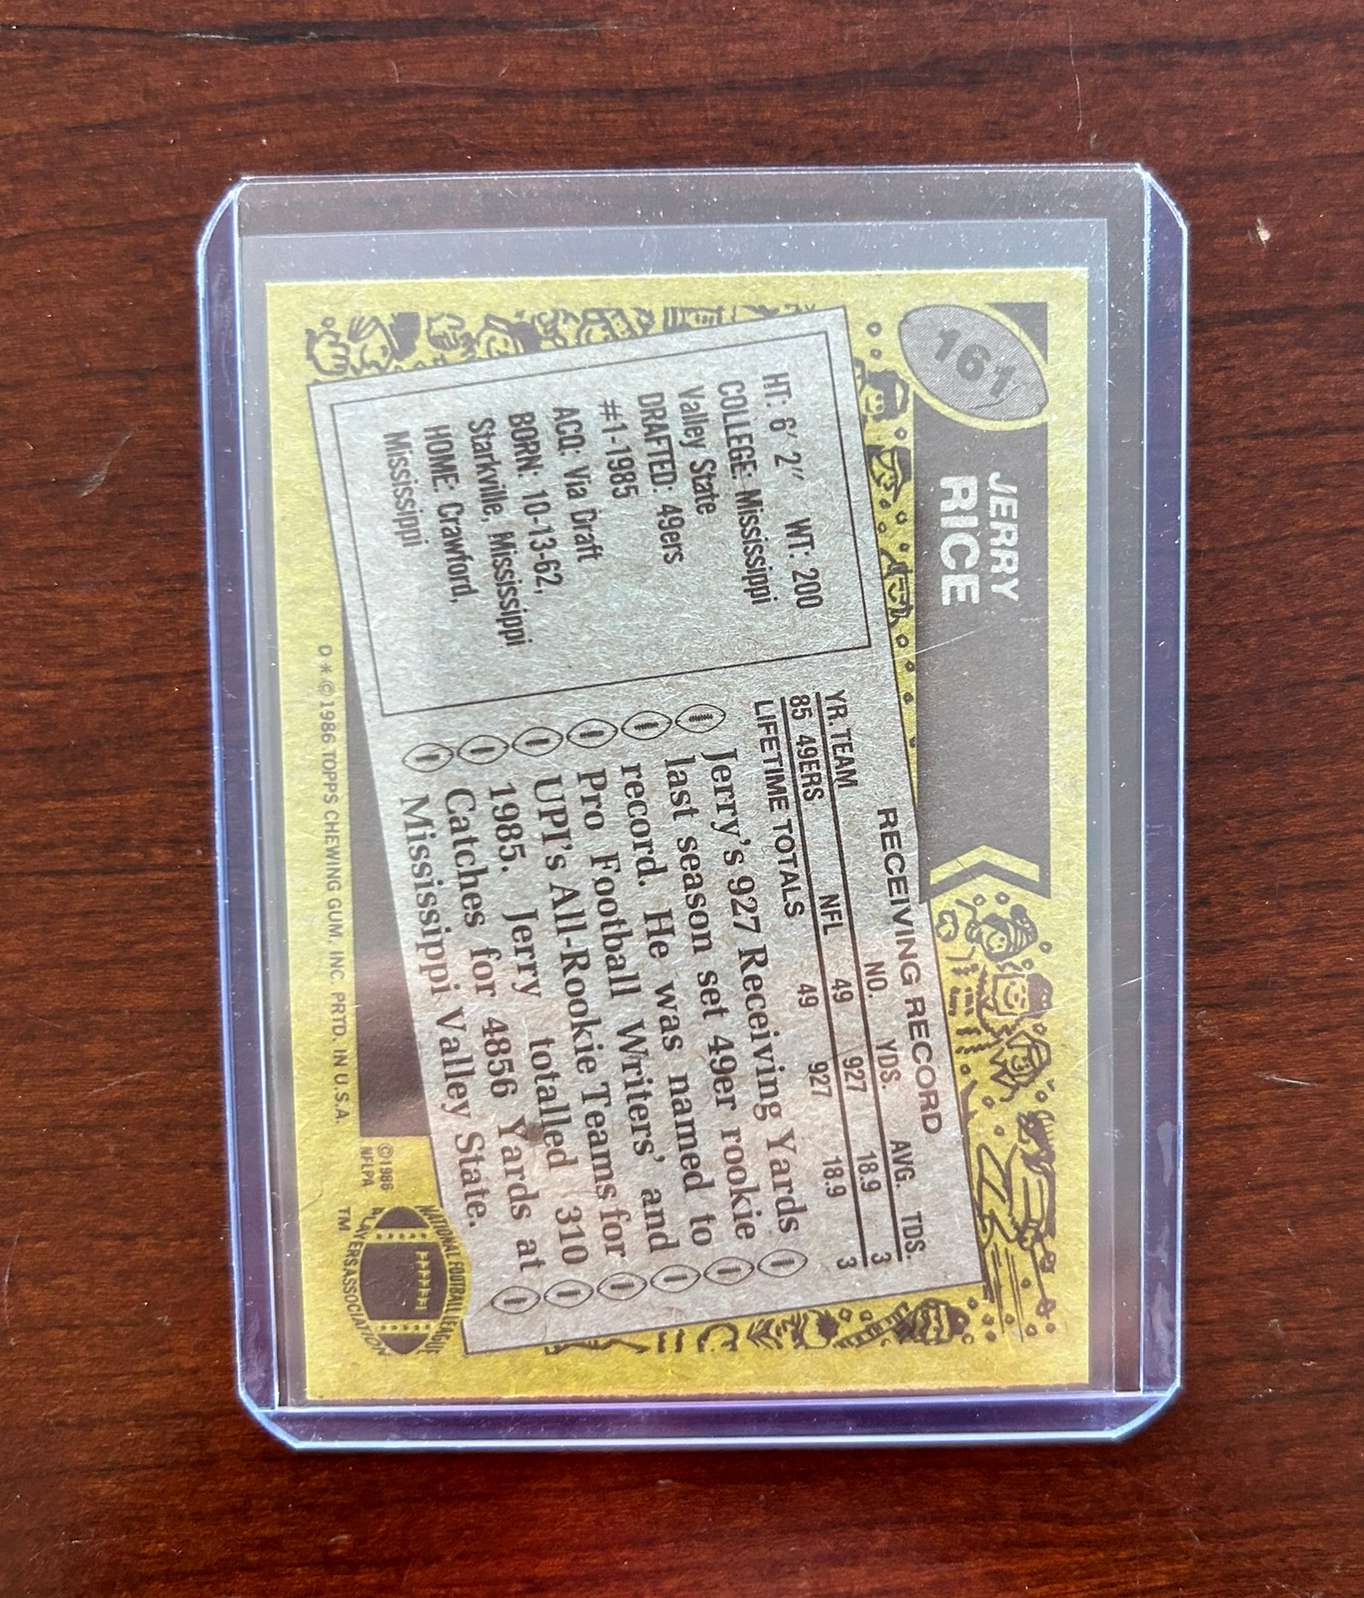 161
JERRY
RICE
HT: 6' 2" WT: 200
COLLEGE: Mississippi
Valley State
DRAFTED: 49ers
#1-1985
ACQ: Via Draft
BORN: 10-13-62,
Starkville, Mississippi
HOME: Crawford,
Mississippi
RECEIVING RECORD
YR. TEAM NFL NO. YDS. AVG. TDS.
85 49ERS 49 927 18.9 3
LIFETIME TOTALS 49 927 18.9 3
Jerry's 927 Receiving Yards
last season set 49er rookie
record. He was named to
Pro Football Writers' and
UPI's All-Rookie Teams for
1985. Jerry totalled 310
Catches for 4856 Yards at
Mississippi Valley State.
D * © 1986 TOPPS CHEWING GUM, INC. PRTD. IN U.S.A.
© 1986
NFLPA
TM
NATIONAL FOOTBALL LEAGUE
PLAYERS ASSOCIATION